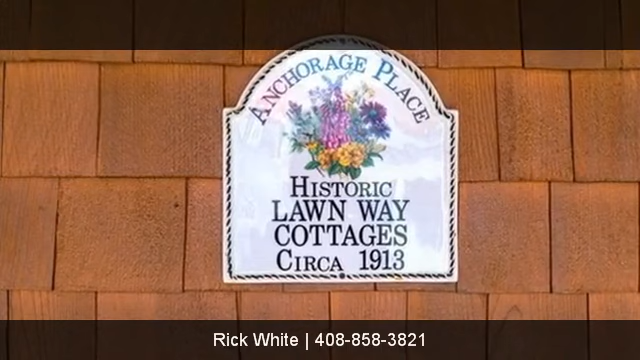 ANCHORAGE PLACE
HISTORIC
LAWN WAY
COTTAGES
CIRCA 1913
Rick White | 408-858-3821